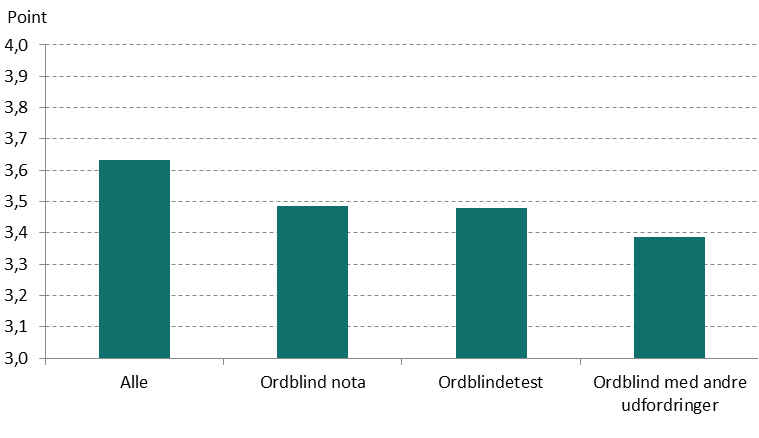 Point
4,0
3,9
3,8
3,7
3,6
3,5
3,4
3,3
3,2
3,1
3,0
Alle
Ordblind nota
Ordblindetest
Ordblind med andre
udfordringer